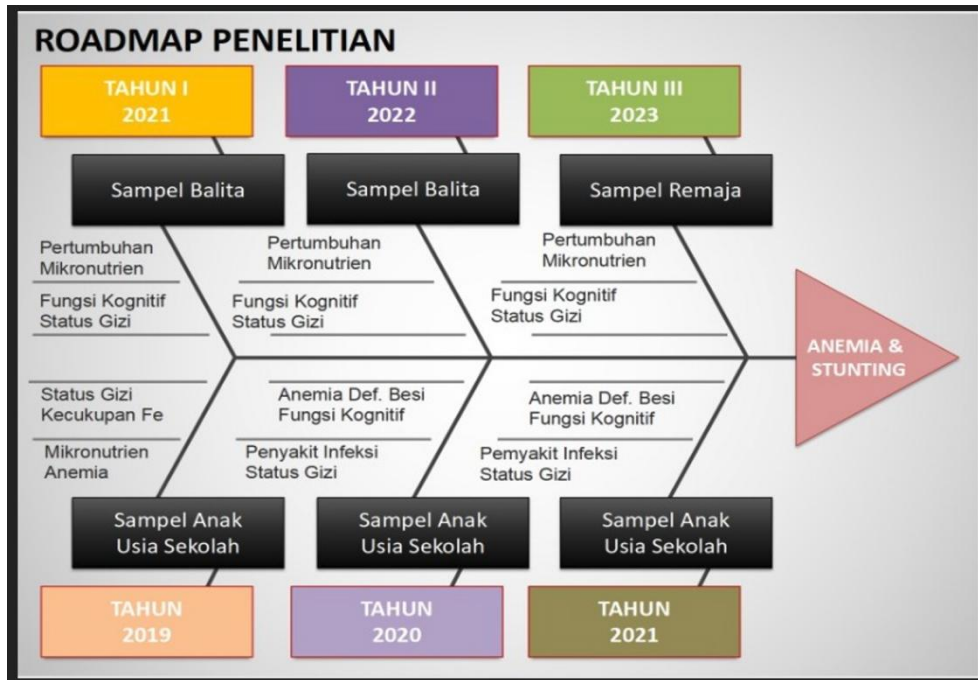 ROADMAP PENELITIAN
TAHUN I
2021
TAHUN II
2022
TAHUN III
2023
Sampel Balita
Sampel Balita
Sampel Remaja
Pertumbuhan
Mikronutrien
Fungsi Kognitif
Status Gizi
Pertumbuhan
Mikronutrien
Fungsi Kognitif
Status Gizi
Pertumbuhan
Mikronutrien
Fungsi Kognitif
Status Gizi
ANEMIA &
STUNTING
Status Gizi
Kecukupan Fe
Mikronutrien
Anemia
Anemia Def. Besi
Fungsi Kognitif
Penyakit Infeksi
Status Gizi
Anemia Def. Besi
Fungsi Kognitif
Pemyakit Infeksi
Status Gizi
Sampel Anak
Usia Sekolah
Sampel Anak
Usia Sekolah
Sampel Anak
Usia Sekolah
TAHUN
2019
TAHUN
2020
TAHUN
2021